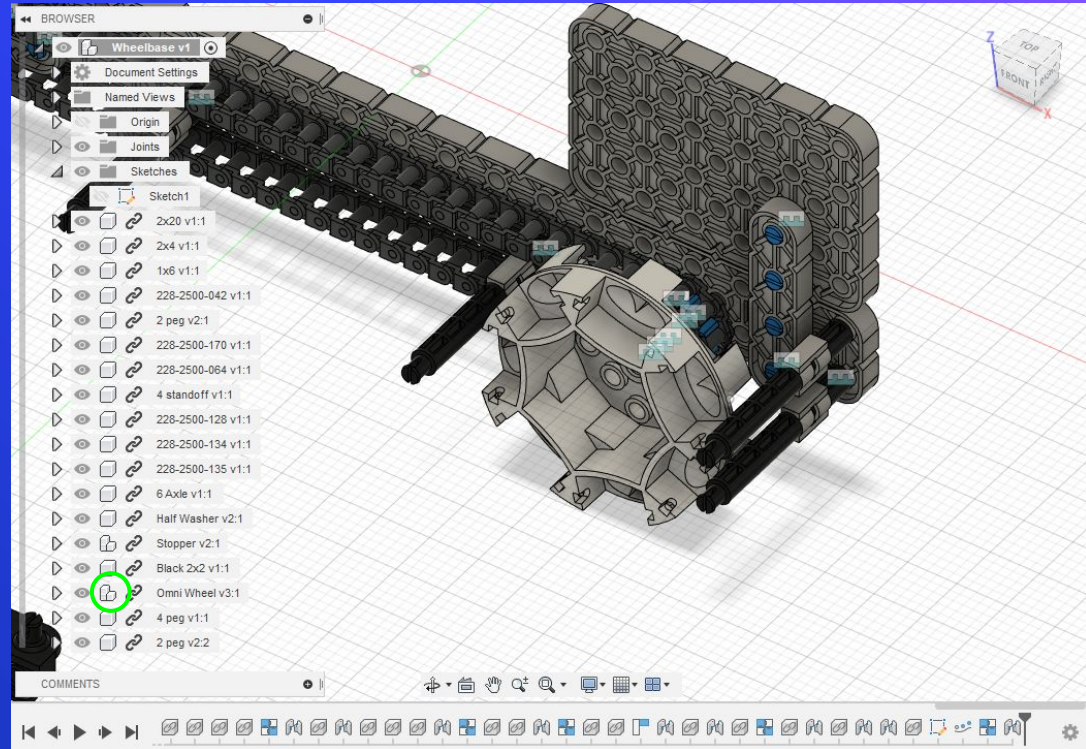 BROWSER
Wheelbase v1
Document Settings
Named Views
Origin
Joints
Sketches
Sketch1
2x20 v1:1
2x4 v1:1
1x6 v1:1
228-2500-042 v1:1
2 peg v2:1
228-2500-170 v1:1
228-2500-064 v1:1
4 standoff v1:1
228-2500-128 v1:1
228-2500-134 v1:1
228-2500-135 v1:1
6 Axle v1:1
Half Washer v2:1
Stopper v2:1
Black 2x2 v1:1
Omni Wheel v3:1
4 peg v1:1
2 peg v2:2
COMMENTS
Z
TOP
FRONT
X